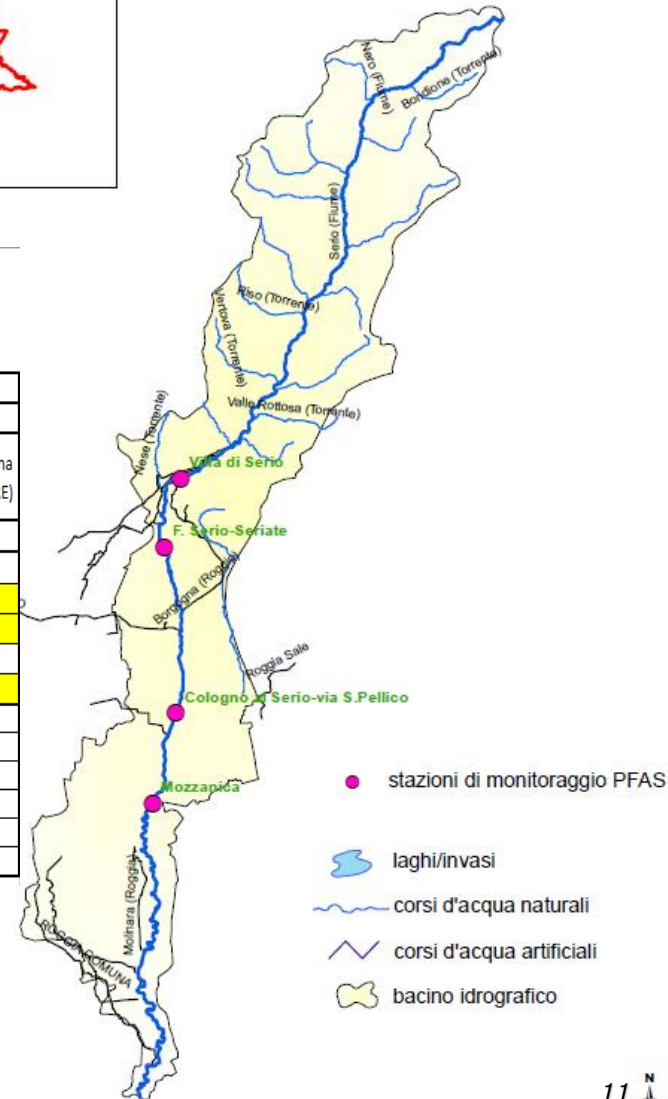 Nero (Fiume)
Bondione (Torrente)
Serio (Fiume)
Riso (Torrente)
Vertova (Torrente)
Valle Rottosa (Torrente)
Nese (Torrente)
Villa di Serio
F. Serio-Seriate
Borgogna (Roggia)
Roggia Sale
Cologno al Serio-via S.Pellico
Mozzanica
Molinara (Roggia)
ROGGIA COMUNA
stazioni di monitoraggio PFAS
laghi/invasi
corsi d'acqua naturali
corsi d'acqua artificiali
bacino idrografico
11
N